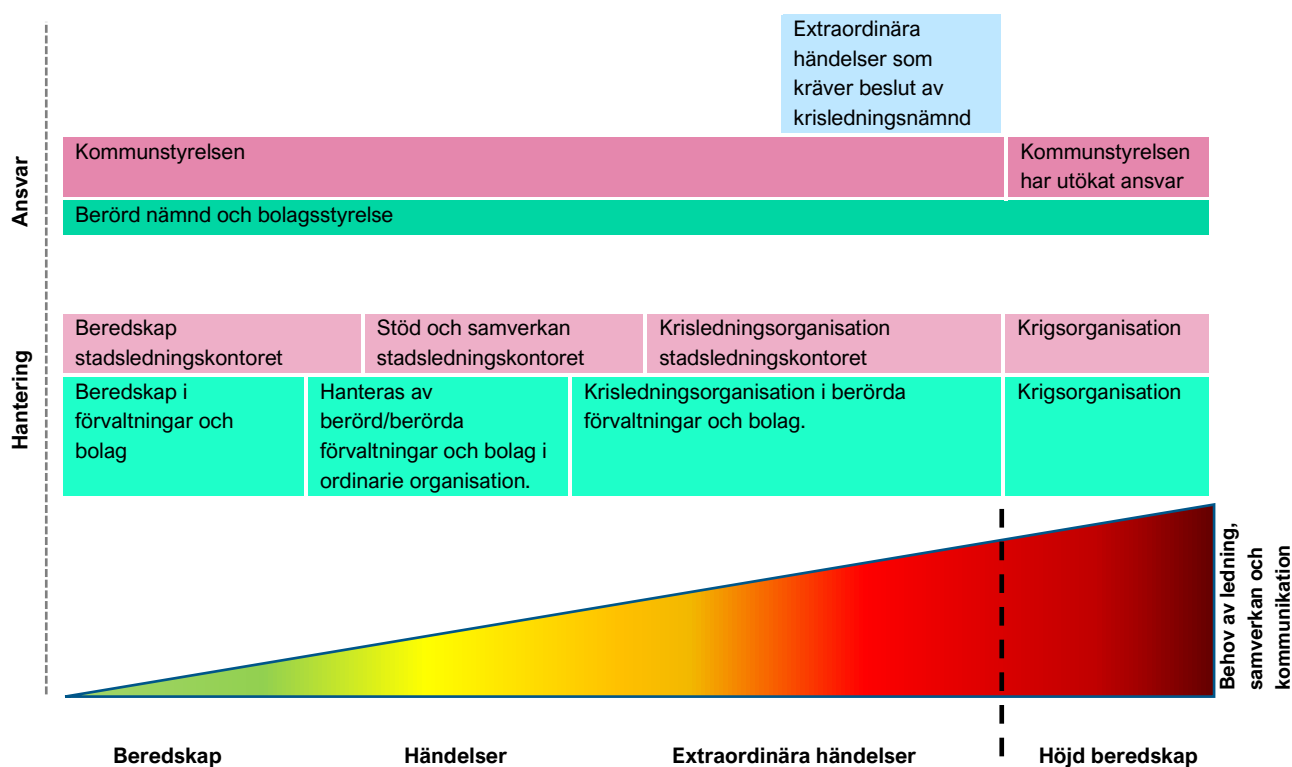 Extraordinära
händelser som
kräver beslut av
krisledningsnämnd
Ansvar
Kommunstyrelsen
Kommunstyrelsen
har utökat ansvar
Berörd nämnd och bolagsstyrelse
Hantering
Beredskap
stadsledningskontoret
Stöd och samverkan
stadsledningskontoret
Krisledningsorganisation
stadsledningskontoret
Krigsorganisation
Beredskap i
förvaltningar och
bolag
Hanteras av
berörd/berörda
förvaltningar och bolag i
ordinarie organisation.
Krisledningsorganisation i berörda
förvaltningar och bolag.
Krigsorganisation
Behov av ledning,
samverkan och
kommunikation
Beredskap
Händelser
Extraordinära händelser
Höjd beredskap